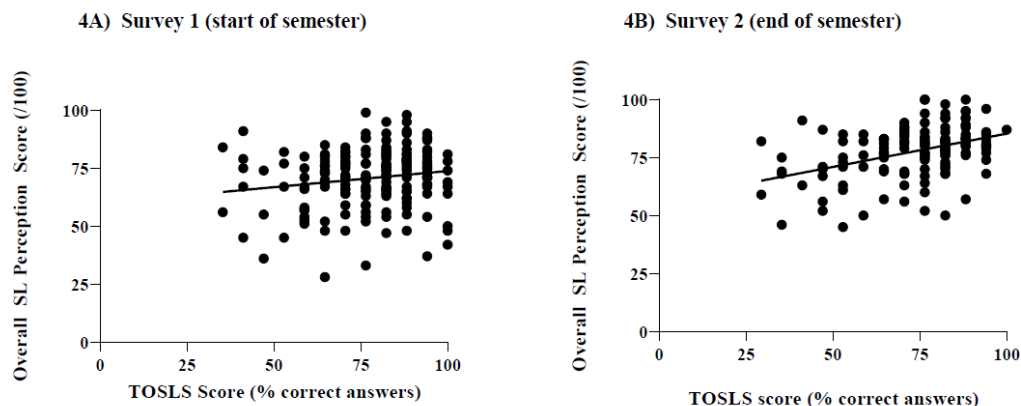 4A) Survey 1 (start of semester)
Overall SL Perception Score (/100)
100
75
50
25
0
0 25 50 75 100
TOSLS Score (% correct answers)
4B) Survey 2 (end of semester)
Overall SL Perception Score (/100)
100
75
50
25
0
0 25 50 75 100
TOSLS score (% correct answers)